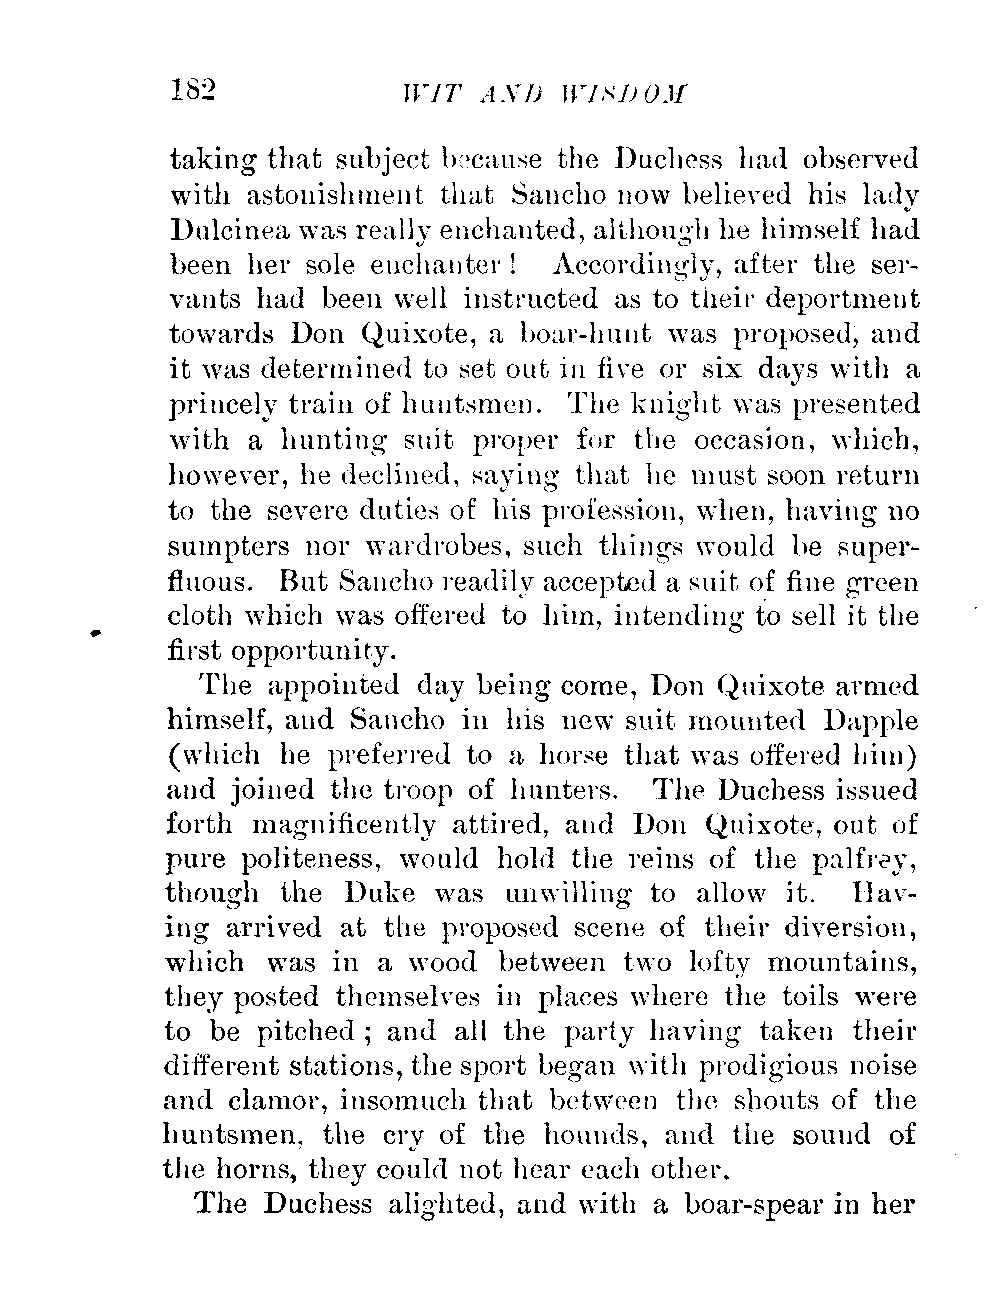 182 WIT AND WISDOM
taking that subject because the Duchess had observed
with astonishment that Sancho now believed his lady
Dulcinea was really enchanted, although he himself had
been her sole enchanter! Accordingly, after the ser-
vants had been well instructed as to their deportment
towards Don Quixote, a boar-hunt was proposed, and
it was determined to set out in five or six days with a
princely train of huntsmen. The knight was presented
with a hunting suit proper for the occasion, which,
however, he declined, saying that he must soon return
to the severe duties of his profession, when, having no
sumpters nor wardrobes, such things would be super-
fluous. But Sancho readily accepted a suit of fine green
cloth which was offered to him, intending to sell it the
first opportunity.
The appointed day being come, Don Quixote armed
himself, and Sancho in his new suit mounted Dapple
(which he preferred to a horse that was offered him)
and joined the troop of hunters. The Duchess issued
forth magnificently attired, and Don Quixote, out of
pure politeness, would hold the reins of the palfrey,
though the Duke was unwilling to allow it. Hav-
ing arrived at the proposed scene of their diversion,
which was in a wood between two lofty mountains,
they posted themselves in places where the toils were
to be pitched; and all the party having taken their
different stations, the sport began with prodigious noise
and clamor, insomuch that between the shouts of the
huntsmen, the cry of the hounds, and the sound of
the horns, they could not hear each other.
The Duchess alighted, and with a boar-spear in her